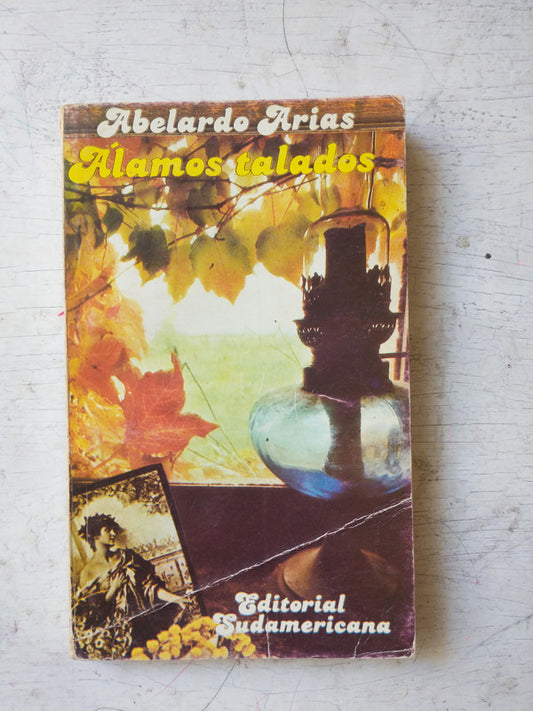 Abelardo Arias
Álamos talados
Editorial
Sudamericana